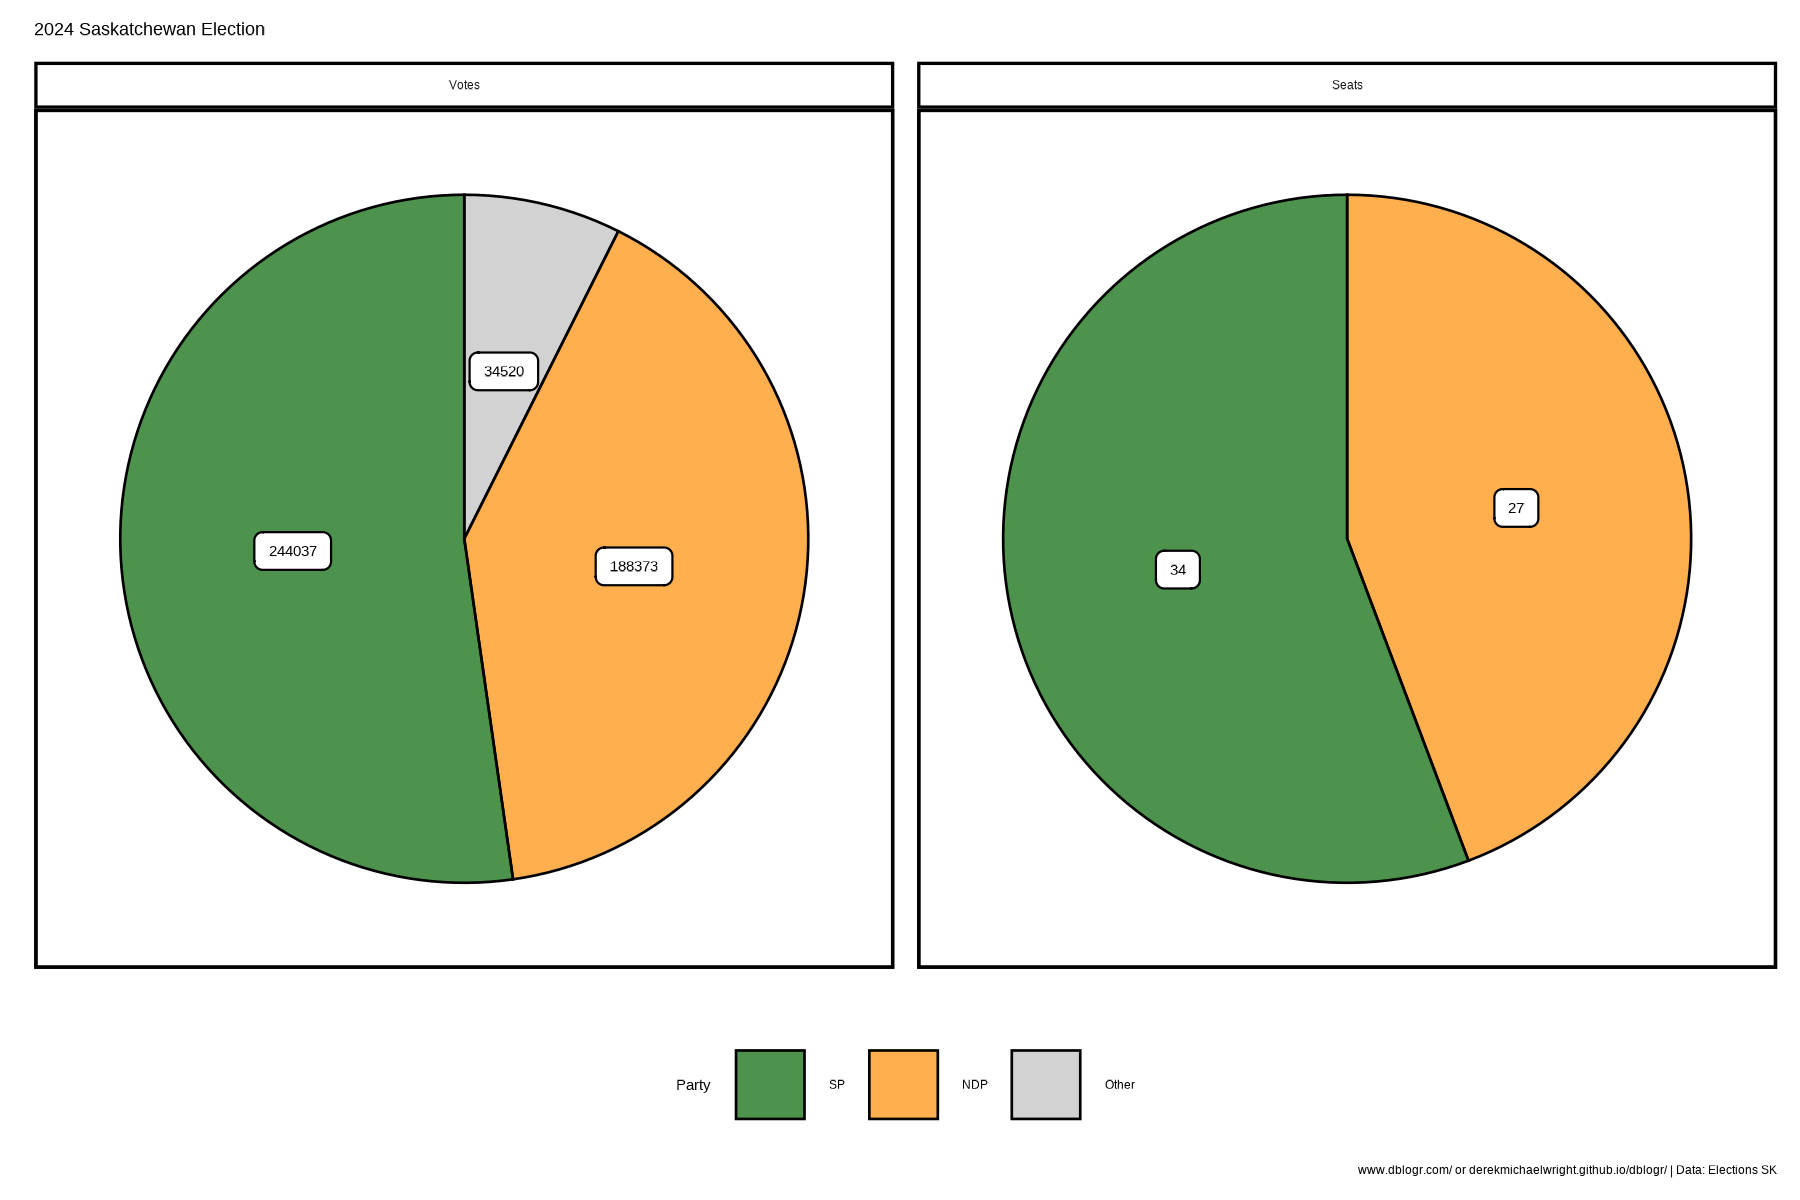 2024 Saskatchewan Election
Votes
Seats
34520
244037
188373
27
34
Party
SP
NDP
Other
www.dblogr.com/ or derekmichaelwright.github.io/dblogr/ | Data: Elections SK